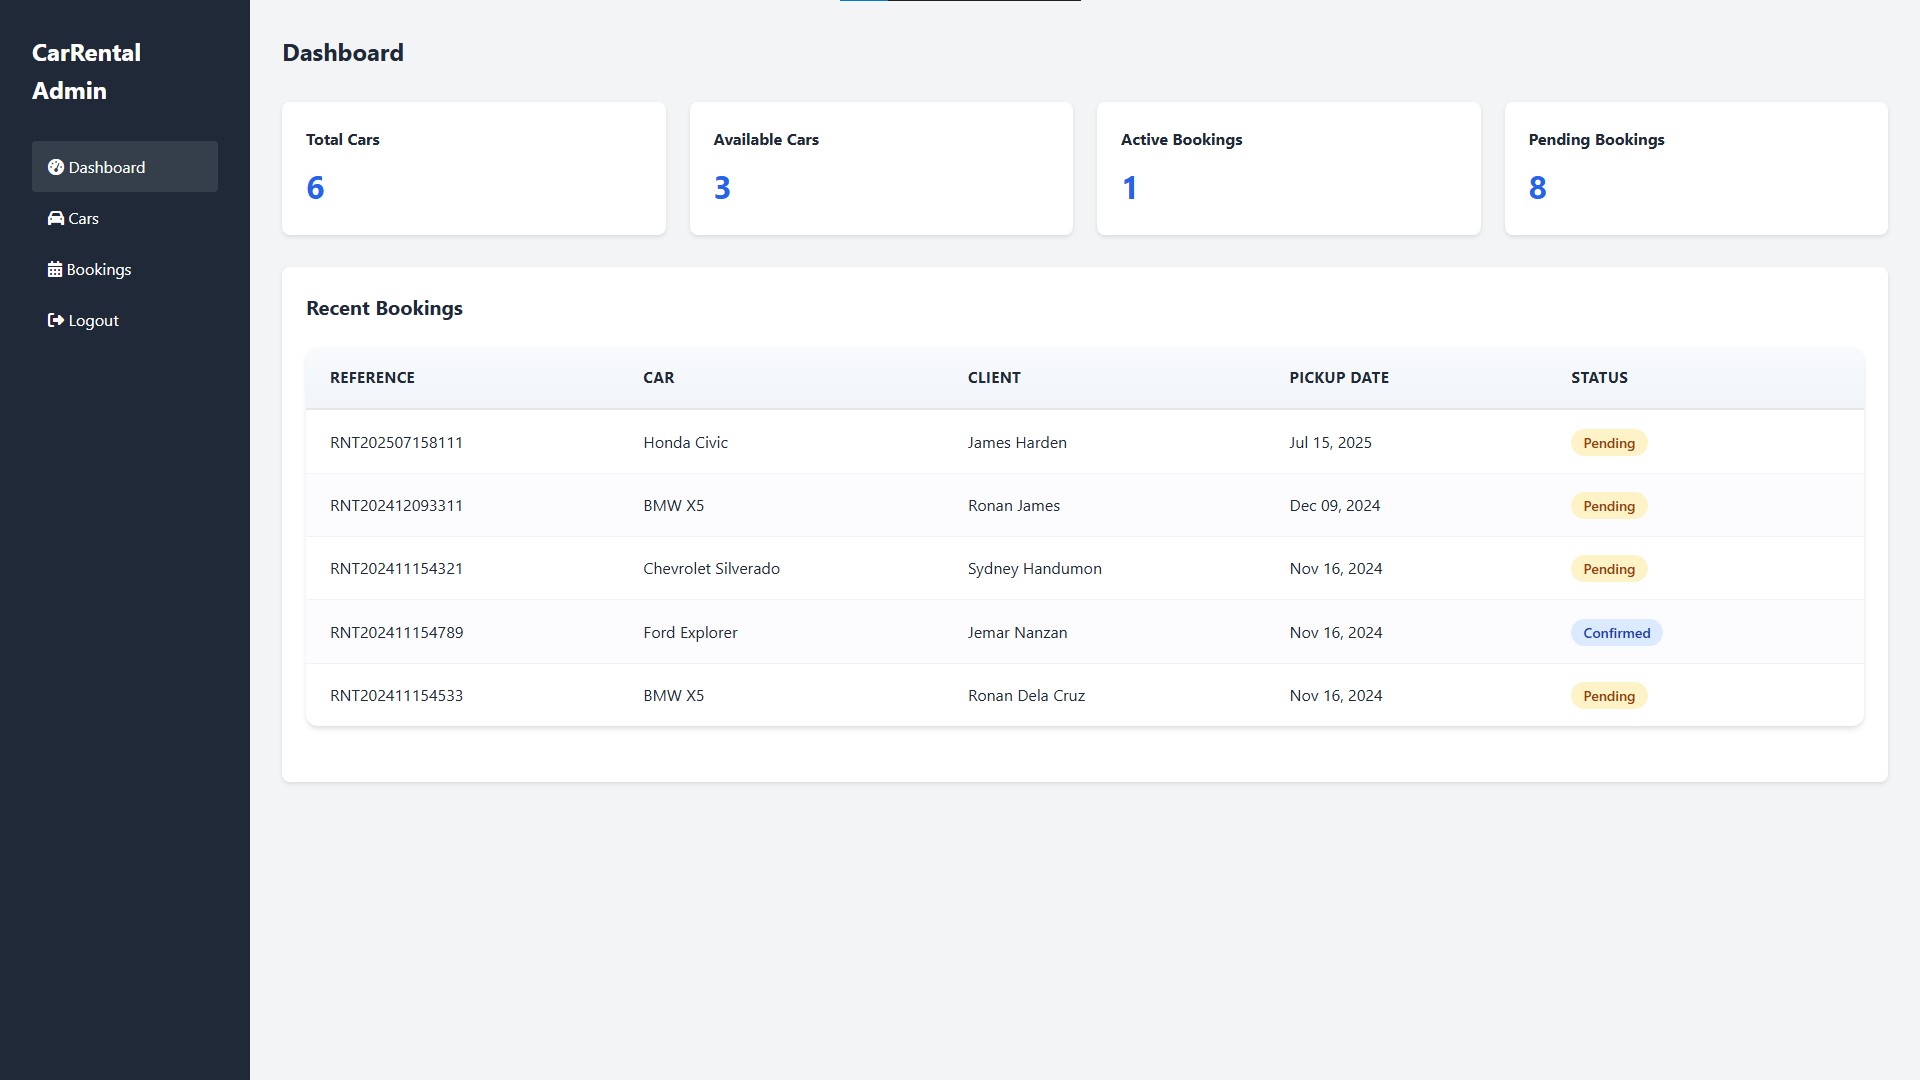 CarRental
Admin
Dashboard
Cars
Bookings
Logout
Dashboard
Total Cars
6
Available Cars
3
Active Bookings
1
Pending Bookings
8
Recent Bookings
REFERENCE CAR CLIENT PICKUP DATE STATUS
RNT202507158111 Honda Civic James Harden Jul 15, 2025 Pending
RNT202412093311 BMW X5 Ronan James Dec 09, 2024 Pending
RNT202411154321 Chevrolet Silverado Sydney Handumon Nov 16, 2024 Pending
RNT202411154789 Ford Explorer Jemar Nanzan Nov 16, 2024 Confirmed
RNT202411154533 BMW X5 Ronan Dela Cruz Nov 16, 2024 Pending